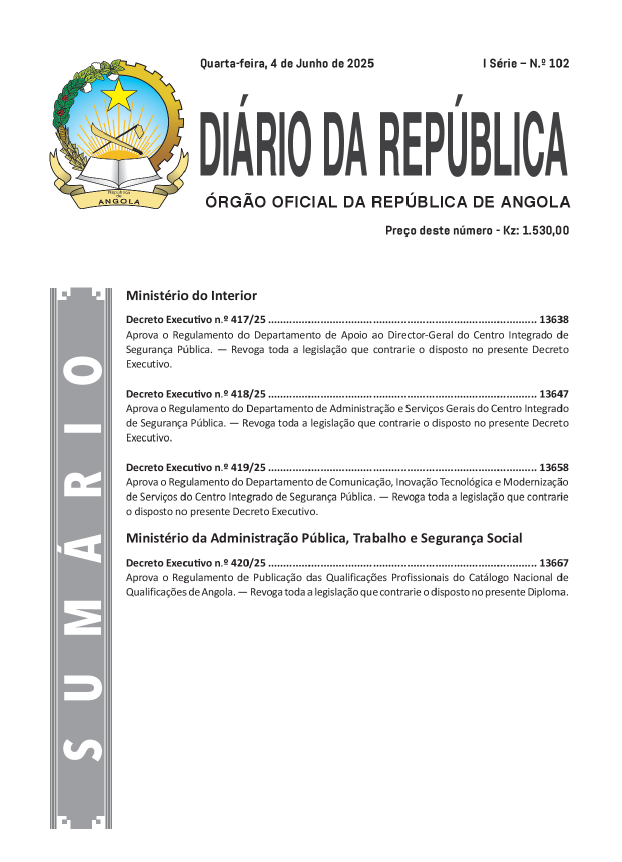 Quarta-feira, 4 de Junho de 2025 I Série – N.º 102
DIÁRIO DA REPÚBLICA
ÓRGÃO OFICIAL DA REPÚBLICA DE ANGOLA
Preço deste número - Kz: 1.530,00
República
de
ANGOLA
SUMÁRIO
Ministério do Interior
Decreto Executivo n.º 417/25 ........................................................................................... 13638
Aprova o Regulamento do Departamento de Apoio ao Director-Geral do Centro Integrado de
Segurança Pública. — Revoga toda a legislação que contrarie o disposto no presente Decreto
Executivo.
Decreto Executivo n.º 418/25 ........................................................................................... 13647
Aprova o Regulamento do Departamento de Administração e Serviços Gerais do Centro Integrado
de Segurança Pública. — Revoga toda a legislação que contrarie o disposto no presente Decreto
Executivo.
Decreto Executivo n.º 419/25 ........................................................................................... 13658
Aprova o Regulamento do Departamento de Comunicação, Inovação Tecnológica e Modernização
de Serviços do Centro Integrado de Segurança Pública. — Revoga toda a legislação que contrarie
o disposto no presente Decreto Executivo.
Ministério da Administração Pública, Trabalho e Segurança Social
Decreto Executivo n.º 420/25 ........................................................................................... 13667
Aprova o Regulamento de Publicação das Qualificações Profissionais do Catálogo Nacional de
Qualificações de Angola. — Revoga toda a legislação que contrarie o disposto no presente Diploma.